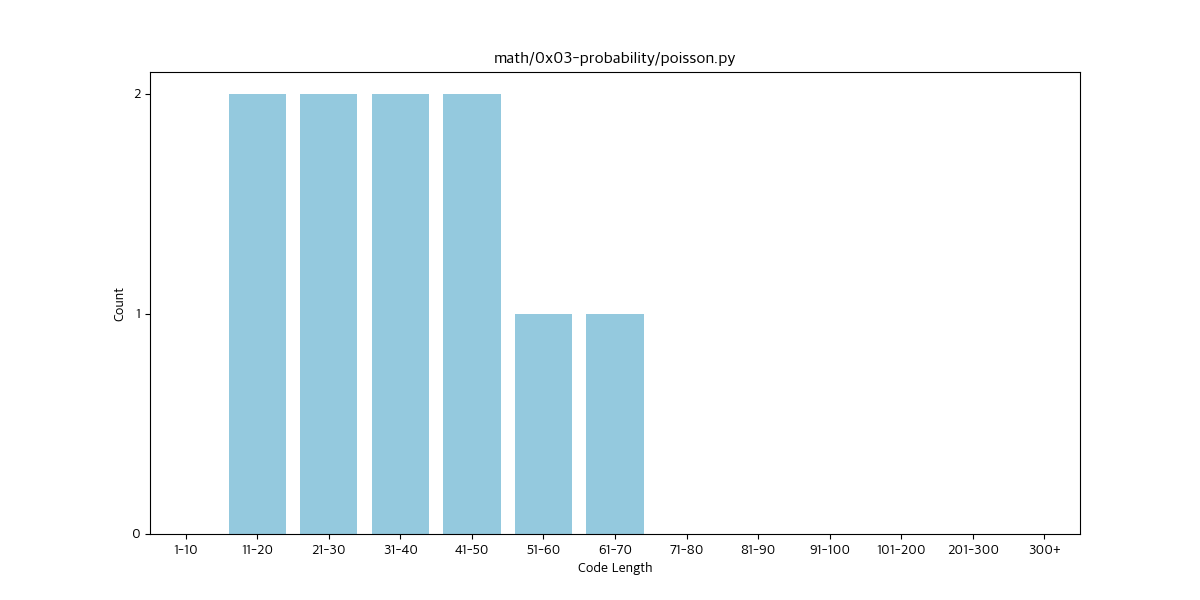 math/0x03-probability/poisson.py
Count
2
1
0
1-10 11-20 21-30 31-40 41-50 51-60 61-70 71-80 81-90 91-100 101-200 201-300 300+
Code Length